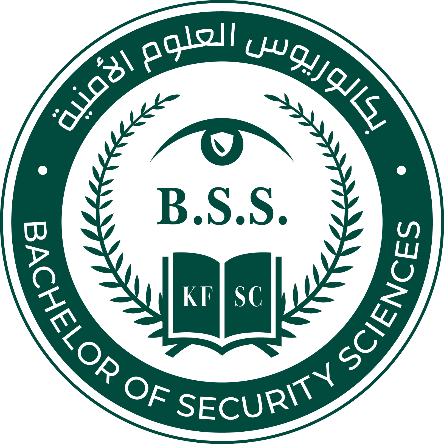 بكالوريوس العلوم الأمنية
B.S.S.
KF SC
BACHELOR OF SECURITY SCIENCES